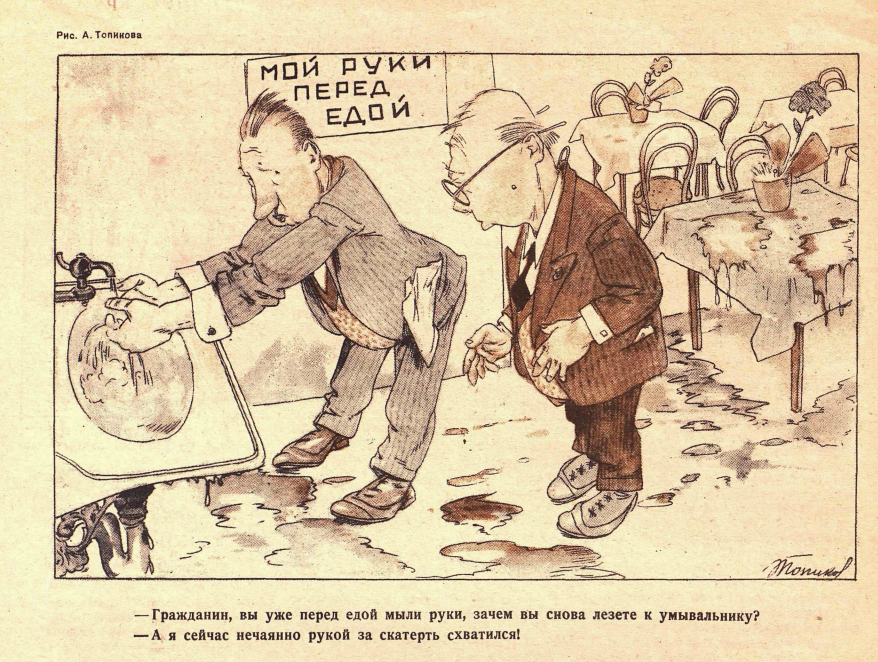 Рис. А. Топикова
МОЙ РУКИ
ПЕРЕД
ЕДОЙ
Топиков
—Гражданин, вы уже перед едой мыли руки, зачем вы снова лезете к умывальнику?
—А я сейчас нечаянно рукой за скатерть схватился!